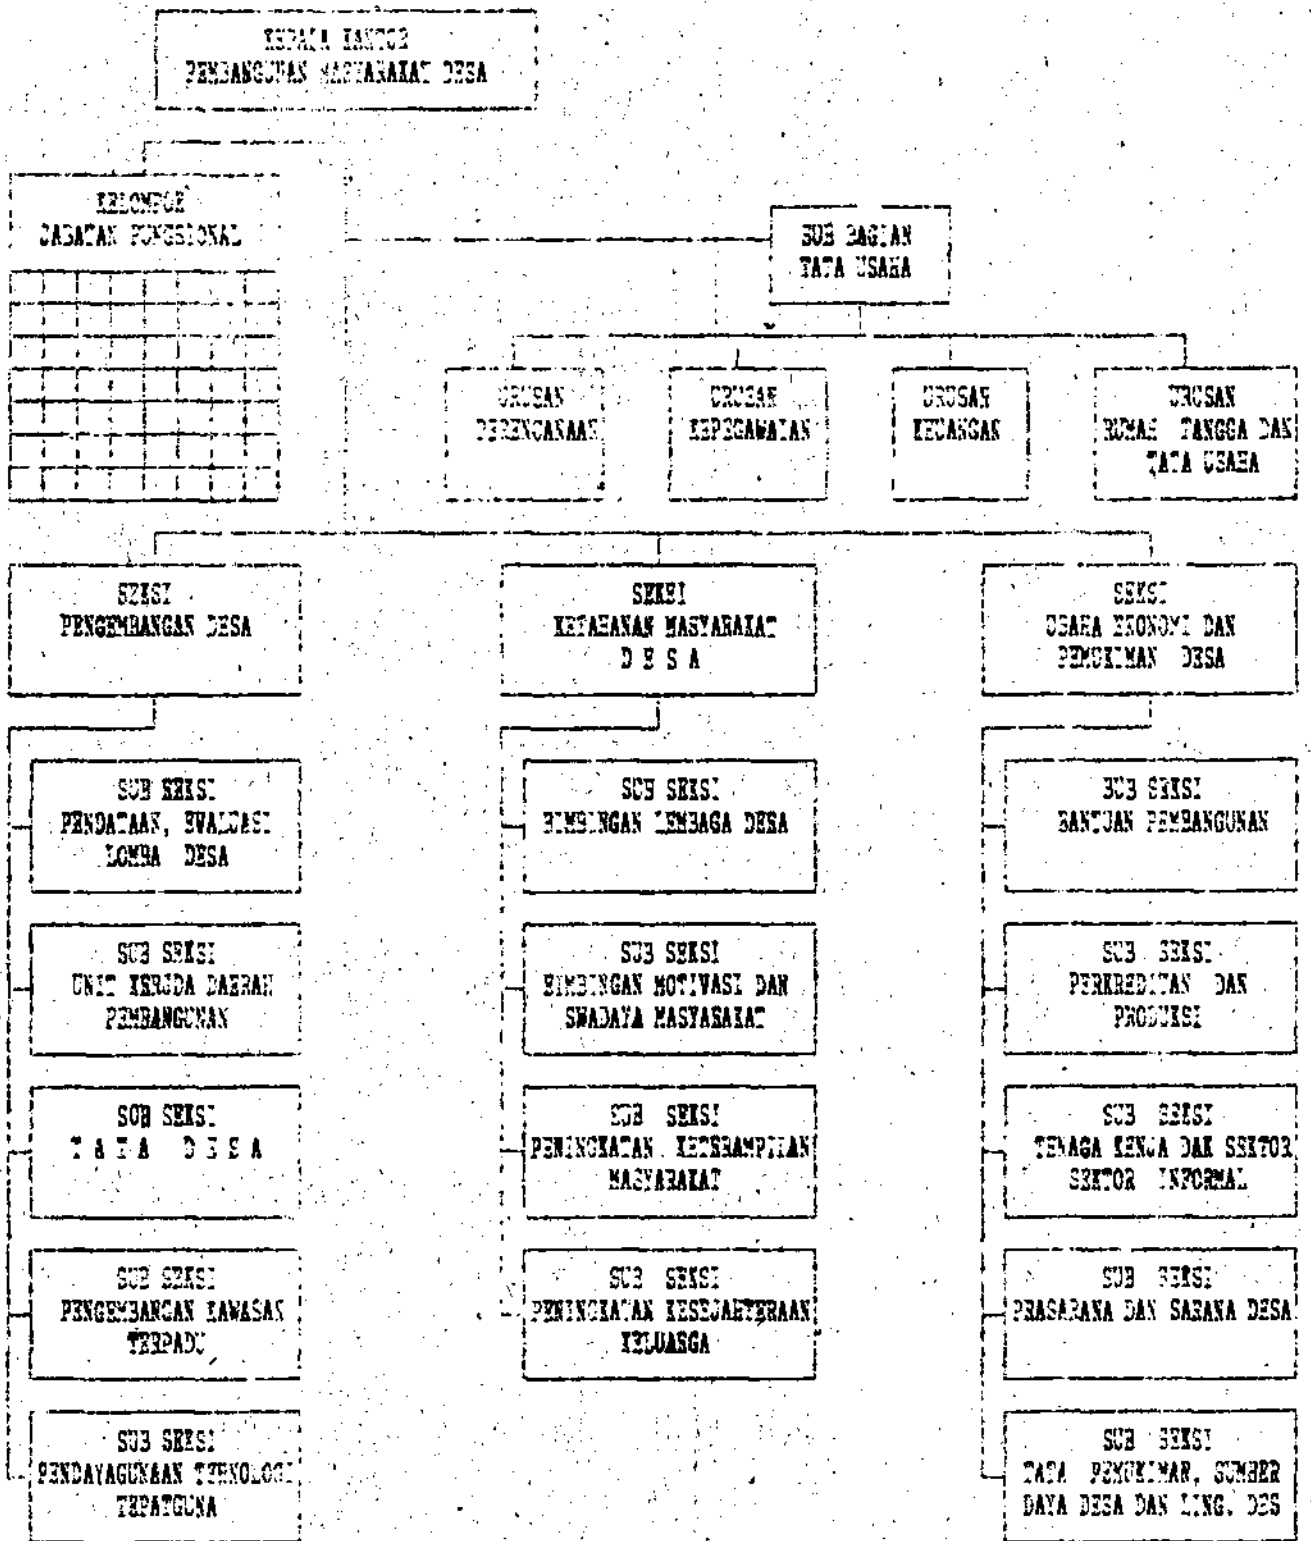 KEPALA KANTOR
PEMBANGUNAN MASYARAKAT DESA
KELOMPOK
JABATAN FUNGSIONAL
SUB BAGIAN
TATA USAHA
URUSAN
PERENCANAAN
URUSAN
KEPEGAWAIAN
URUSAN
KEUANGAN
URUSAN
RUMAH TANGGA DAN
TATA USAHA
SEKSI
PENGEMBANGAN DESA
SEKSI
KETAHANAN MASYARAKAT
D E S A
SEKSI
USAHA EKONOMI DAN
PEMUKIMAN DESA
SUB SEKSI
PENDATAAN, EVALUASI
LOMBA DESA
SUB SEKSI
UNIT KERJDA DAERAH
PEMBANGUNAN
SUB SEKSI
T A T A D E S A
SUB SEKSI
PENGEMBANGAN KAWASAN
TERPADU
SUB SEKSI
PENDAYAGUNAAN TEKNOLOGI
TEPATGUNA
SUB SEKSI
BIMBINGAN LEMBAGA DESA
SUB SEKSI
BIMBINGAN MOTIVASI DAN
SWADAYA MASYARAKAT
SUB SEKSI
PENINGKATAN KETERAMPILAN
MASYARAKAT
SUB SEKSI
PENINGKATAN KESEJAHTERAAN
KELUARGA
SUB SEKSI
BANTUAN PEMBANGUNAN
SUB SEKSI
PERKREDITAN DAN
PRODUKSI
SUB SEKSI
TENAGA KERJA DAN SEKTOR
SEKTOR INFORMAL
SUB SEKSI
PRASARANA DAN SARANA DESA
SUB SEKSI
TATA PEMUKIMAN, SUMBER
DAYA DESA DAN LING. DES